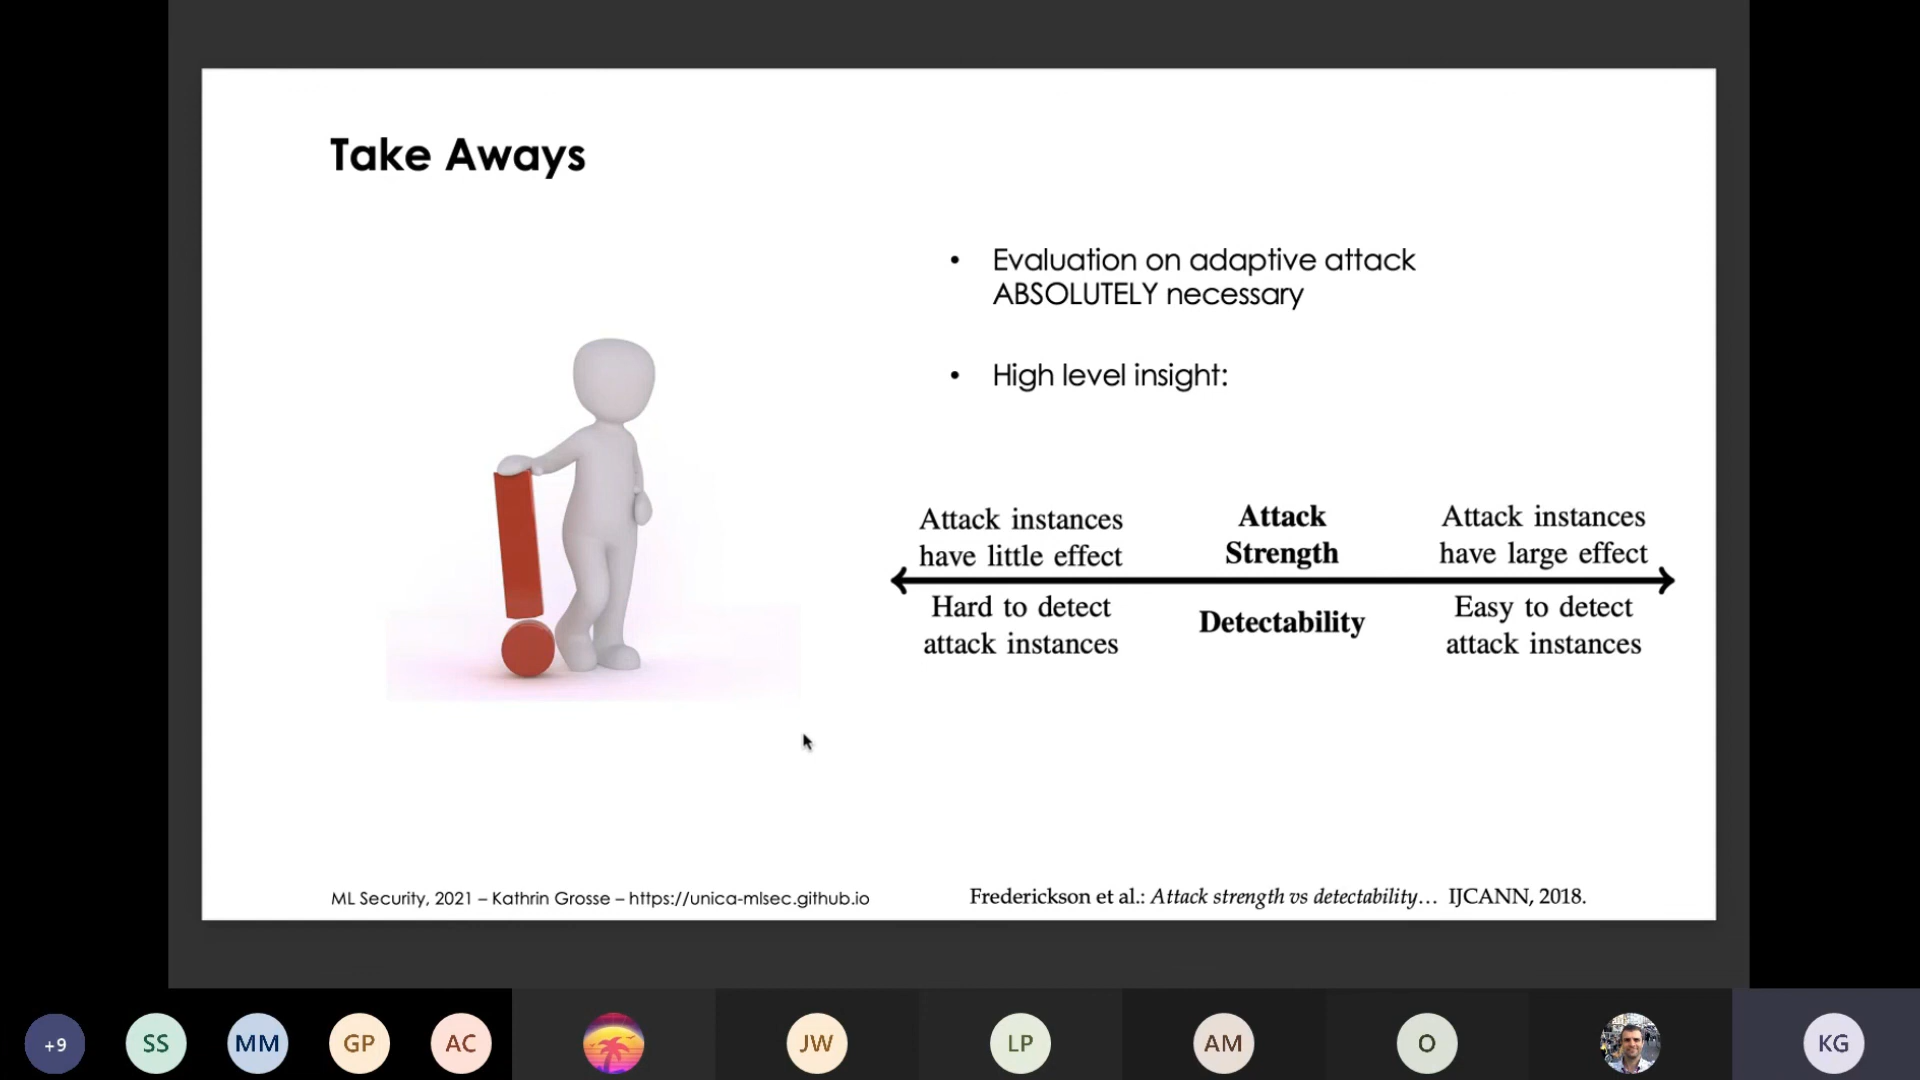 Take Aways
• Evaluation on adaptive attack
ABSOLUTELY necessary
• High level insight:
Attack instances
have little effect
Attack
Strength
Attack instances
have large effect
Hard to detect
attack instances
Detectability
Easy to detect
attack instances
ML Security, 2021 – Kathrin Grosse – https://unica-mlsec.github.io
Frederickson et al.: Attack strength vs detectability… IJCANN, 2018.
+9
SS
MM
GP
AC
JW
LP
AM
O
KG